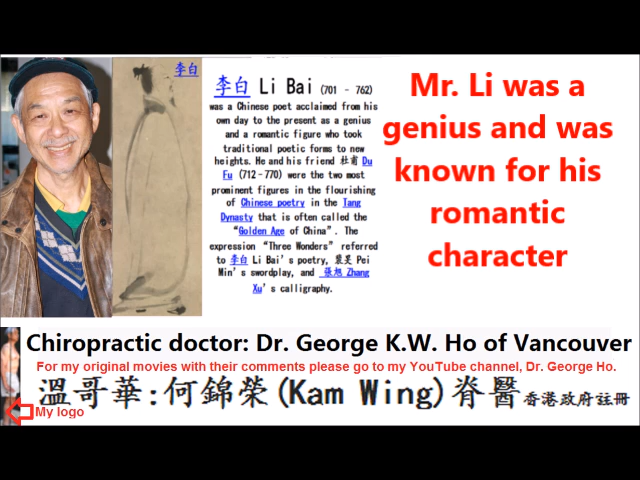 李白
李白 Li Bai (701 - 762)
was a Chinese poet acclaimed from his
own day to the present as a genius
and a romantic figure who took
traditional poetic forms to new
heights. He and his friend 杜甫 Du
Fu (712-770) were the two most
prominent figures in the flourishing
of Chinese poetry in the Tang
Dynasty that is often called the
“Golden Age of China”. The
expression “Three Wonders” referred
to 李白 Li Bai's poetry, 裴旻 Pei
Min's swordplay, and 張旭 Zhang
Xu's calligraphy.
Mr. Li was a
genius and was
known for his
romantic
character
Chiropractic doctor: Dr. George K.W. Ho of Vancouver
For my original movies with their comments please go to my YouTube channel, Dr. George Ho.
溫哥華:何錦榮(Kam Wing)脊醫香港政府註冊
My logo